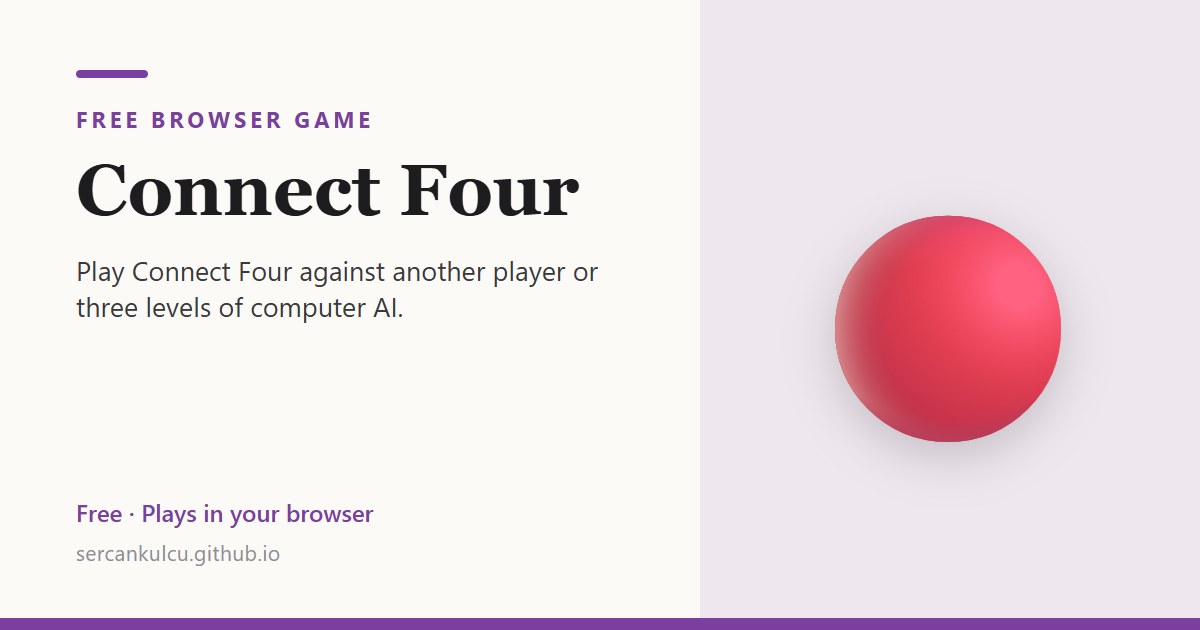 FREE BROWSER GAME
Connect Four
Play Connect Four against another player or
three levels of computer AI.
Free · Plays in your browser
sercankulcu.github.io